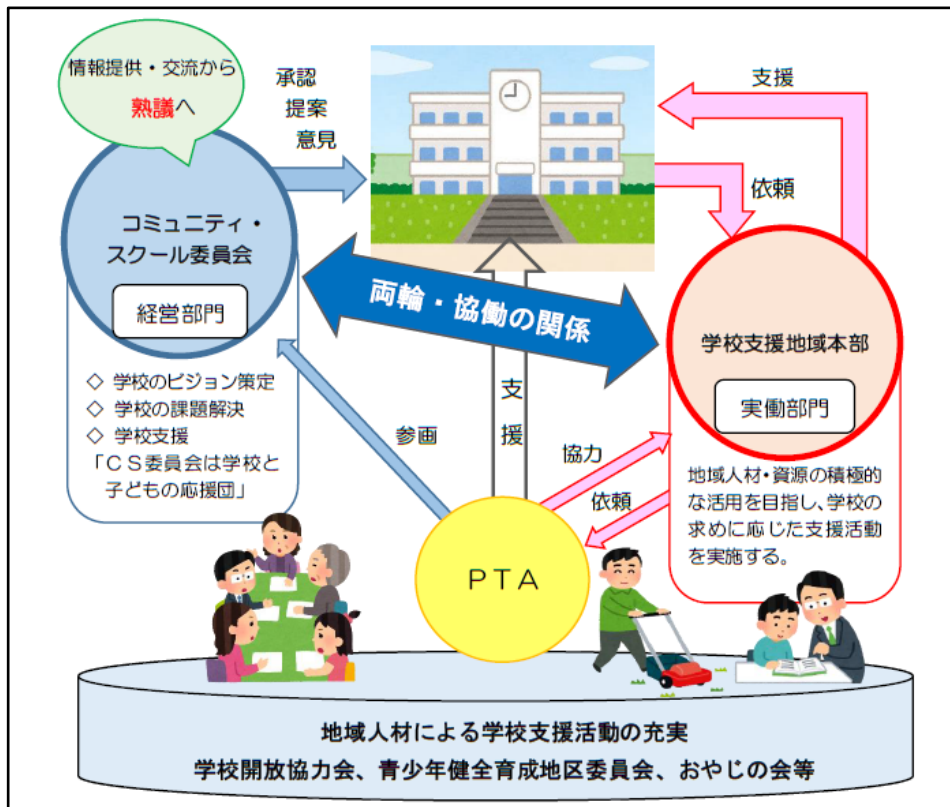 情報提供・交流から
熟議へ
承認
提案
意見
支援
依頼
コミュニティ・
スクール委員会
経営部門
両輪・協働の関係
学校支援地域本部
実働部門
◇ 学校のビジョン策定
◇ 学校の課題解決
◇ 学校支援
「ＣＳ委員会は学校と
子どもの応援団」
参画
支援
協力
依頼
地域人材・資源の積極的
な活用を目指し、学校の
求めに応じた支援活動
を実施する。
ＰＴＡ
地域人材による学校支援活動の充実
学校開放協力会、青少年健全育成地区委員会、おやじの会等